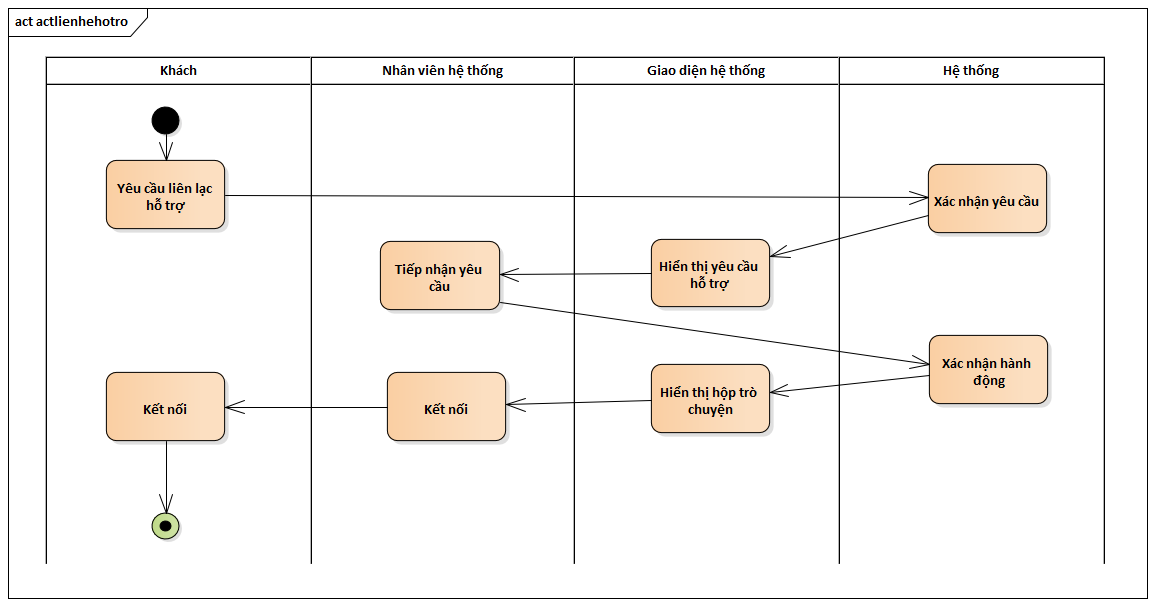 act actlienhehotro
Khách
Nhân viên hệ thống
Giao diện hệ thống
Hệ thống
Yêu cầu liên lạc
hỗ trợ
Xác nhận yêu cầu
Tiếp nhận yêu
cầu
Hiển thị yêu cầu
hỗ trợ
Xác nhận hành
động
Kết nối
Kết nối
Hiển thị hộp trò
chuyện